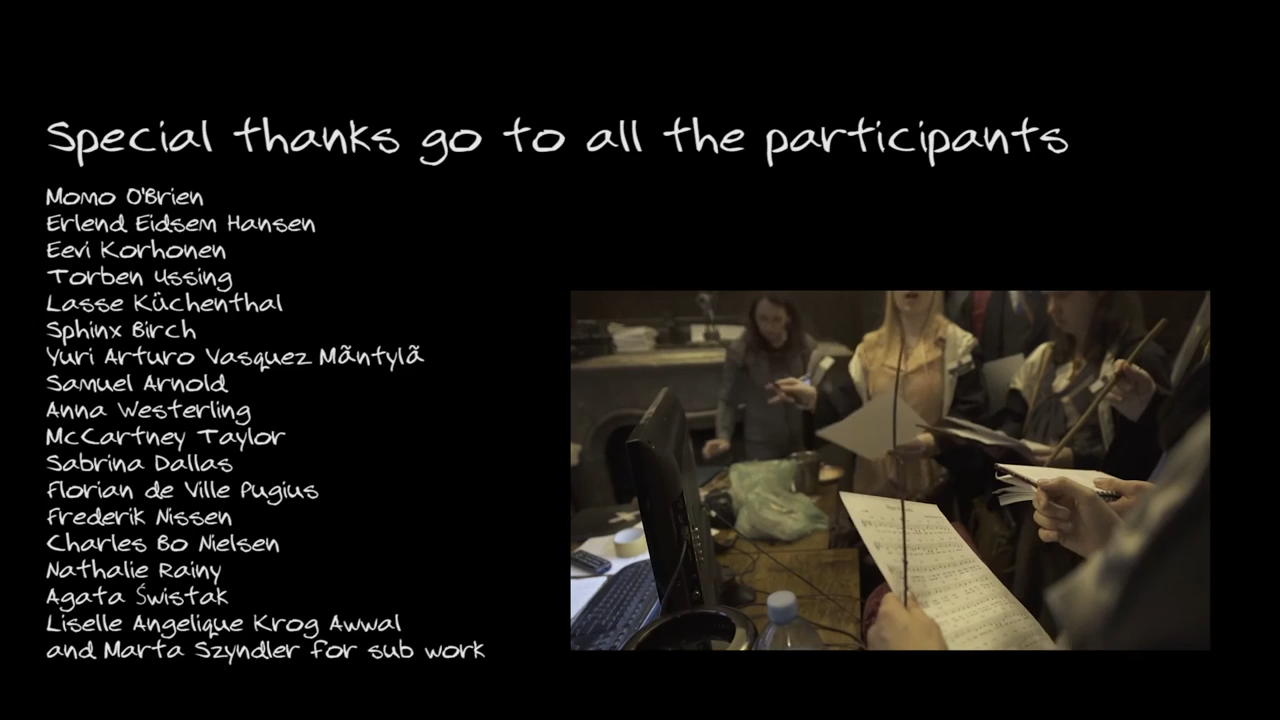 Special thanks go to all the participants
Momo O'Brien
Erlend Eidsem Hansen
Eevi Korhonen
Torben Ussing
Lasse Küchenthal
Sphinx Birch
Yuri Arturo Vasquez Mãntylã
Samuel Arnold
Anna Westerling
McCartney Taylor
Sabrina Dallas
Florian de Ville Pugius
Frederik Nissen
Charles Bo Nielsen
Nathalie Rainy
Agata Świstak
Liselle Angelique Krog Awwal
and Marta Szyndler for sub work